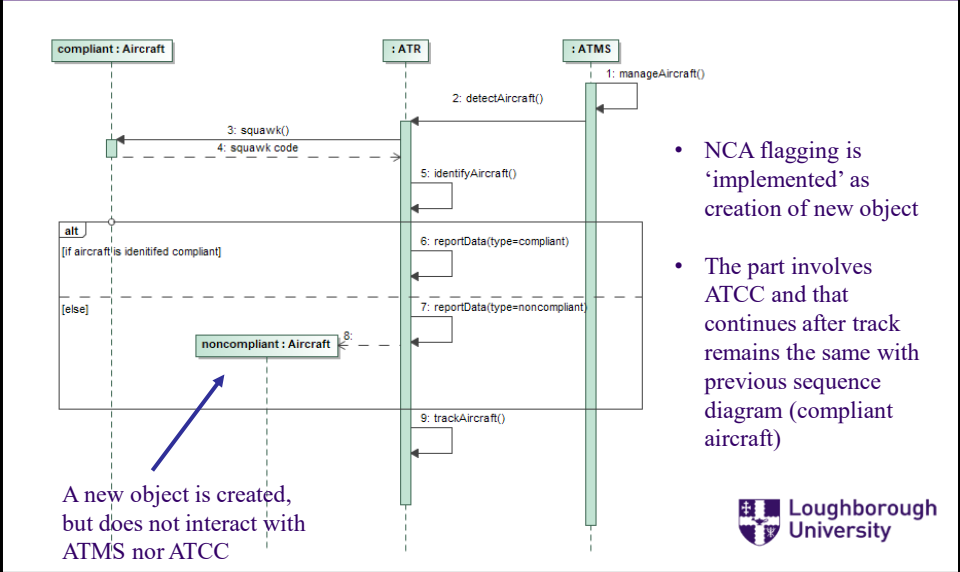 compliant : Aircraft
: ATR
: ATMS
1: manageAircraft()
2: detectAircraft()
3: squawk()
4: squawk code
5: identifyAircraft()
alt
[if aircraft is idenitifed compliant]
6: reportData(type=compliant)
[else]
7: reportData(type=noncompliant)
noncompliant : Aircraft
8:
9: trackAircraft()
A new object is created,
but does not interact with
ATMS nor ATCC
• NCA flagging is
‘implemented’ as
creation of new object
• The part involves
ATCC and that
continues after track
remains the same with
previous sequence
diagram (compliant
aircraft)
Loughborough
University